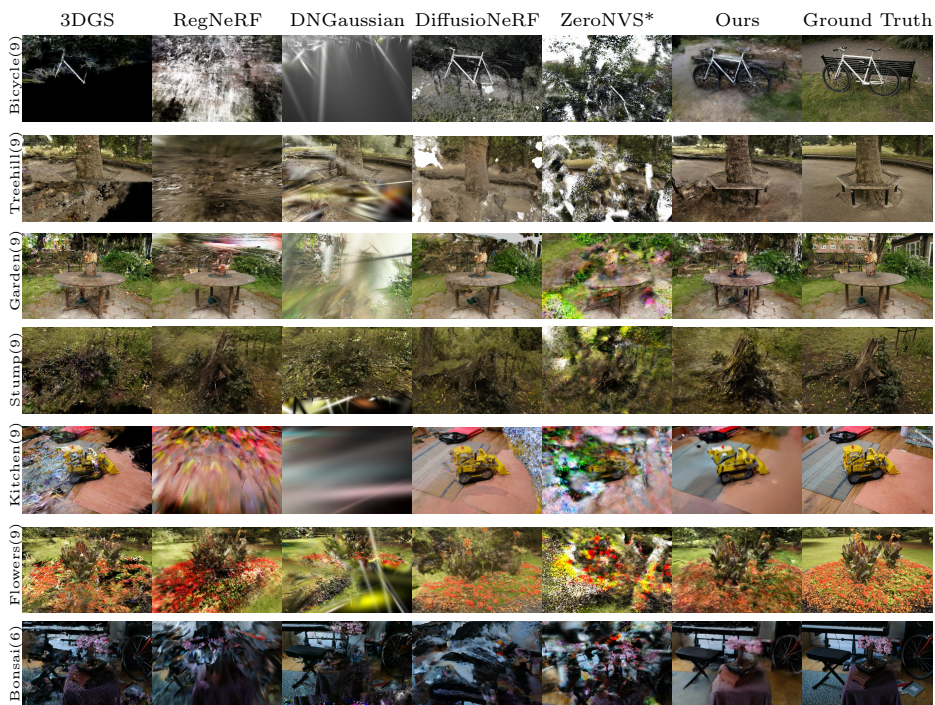 3DGS RegNeRF DNGaussian DiffusioNeRF ZeroNVS* Ours Ground Truth
Bicycle(9)
Treehill(9)
Garden(9)
Stump(9)
Kitchen(9)
Flowers(9)
Bonsai(6)